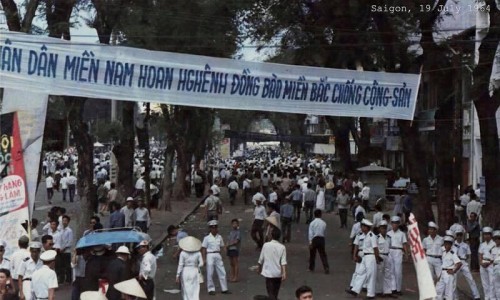 Saigon, 19 July 1964
ÂN DÂN MIỀN NAM HOAN NGHÊNH ĐỒNG BÀO MIỀN BẮC CHỐNG CỘNG SẢN